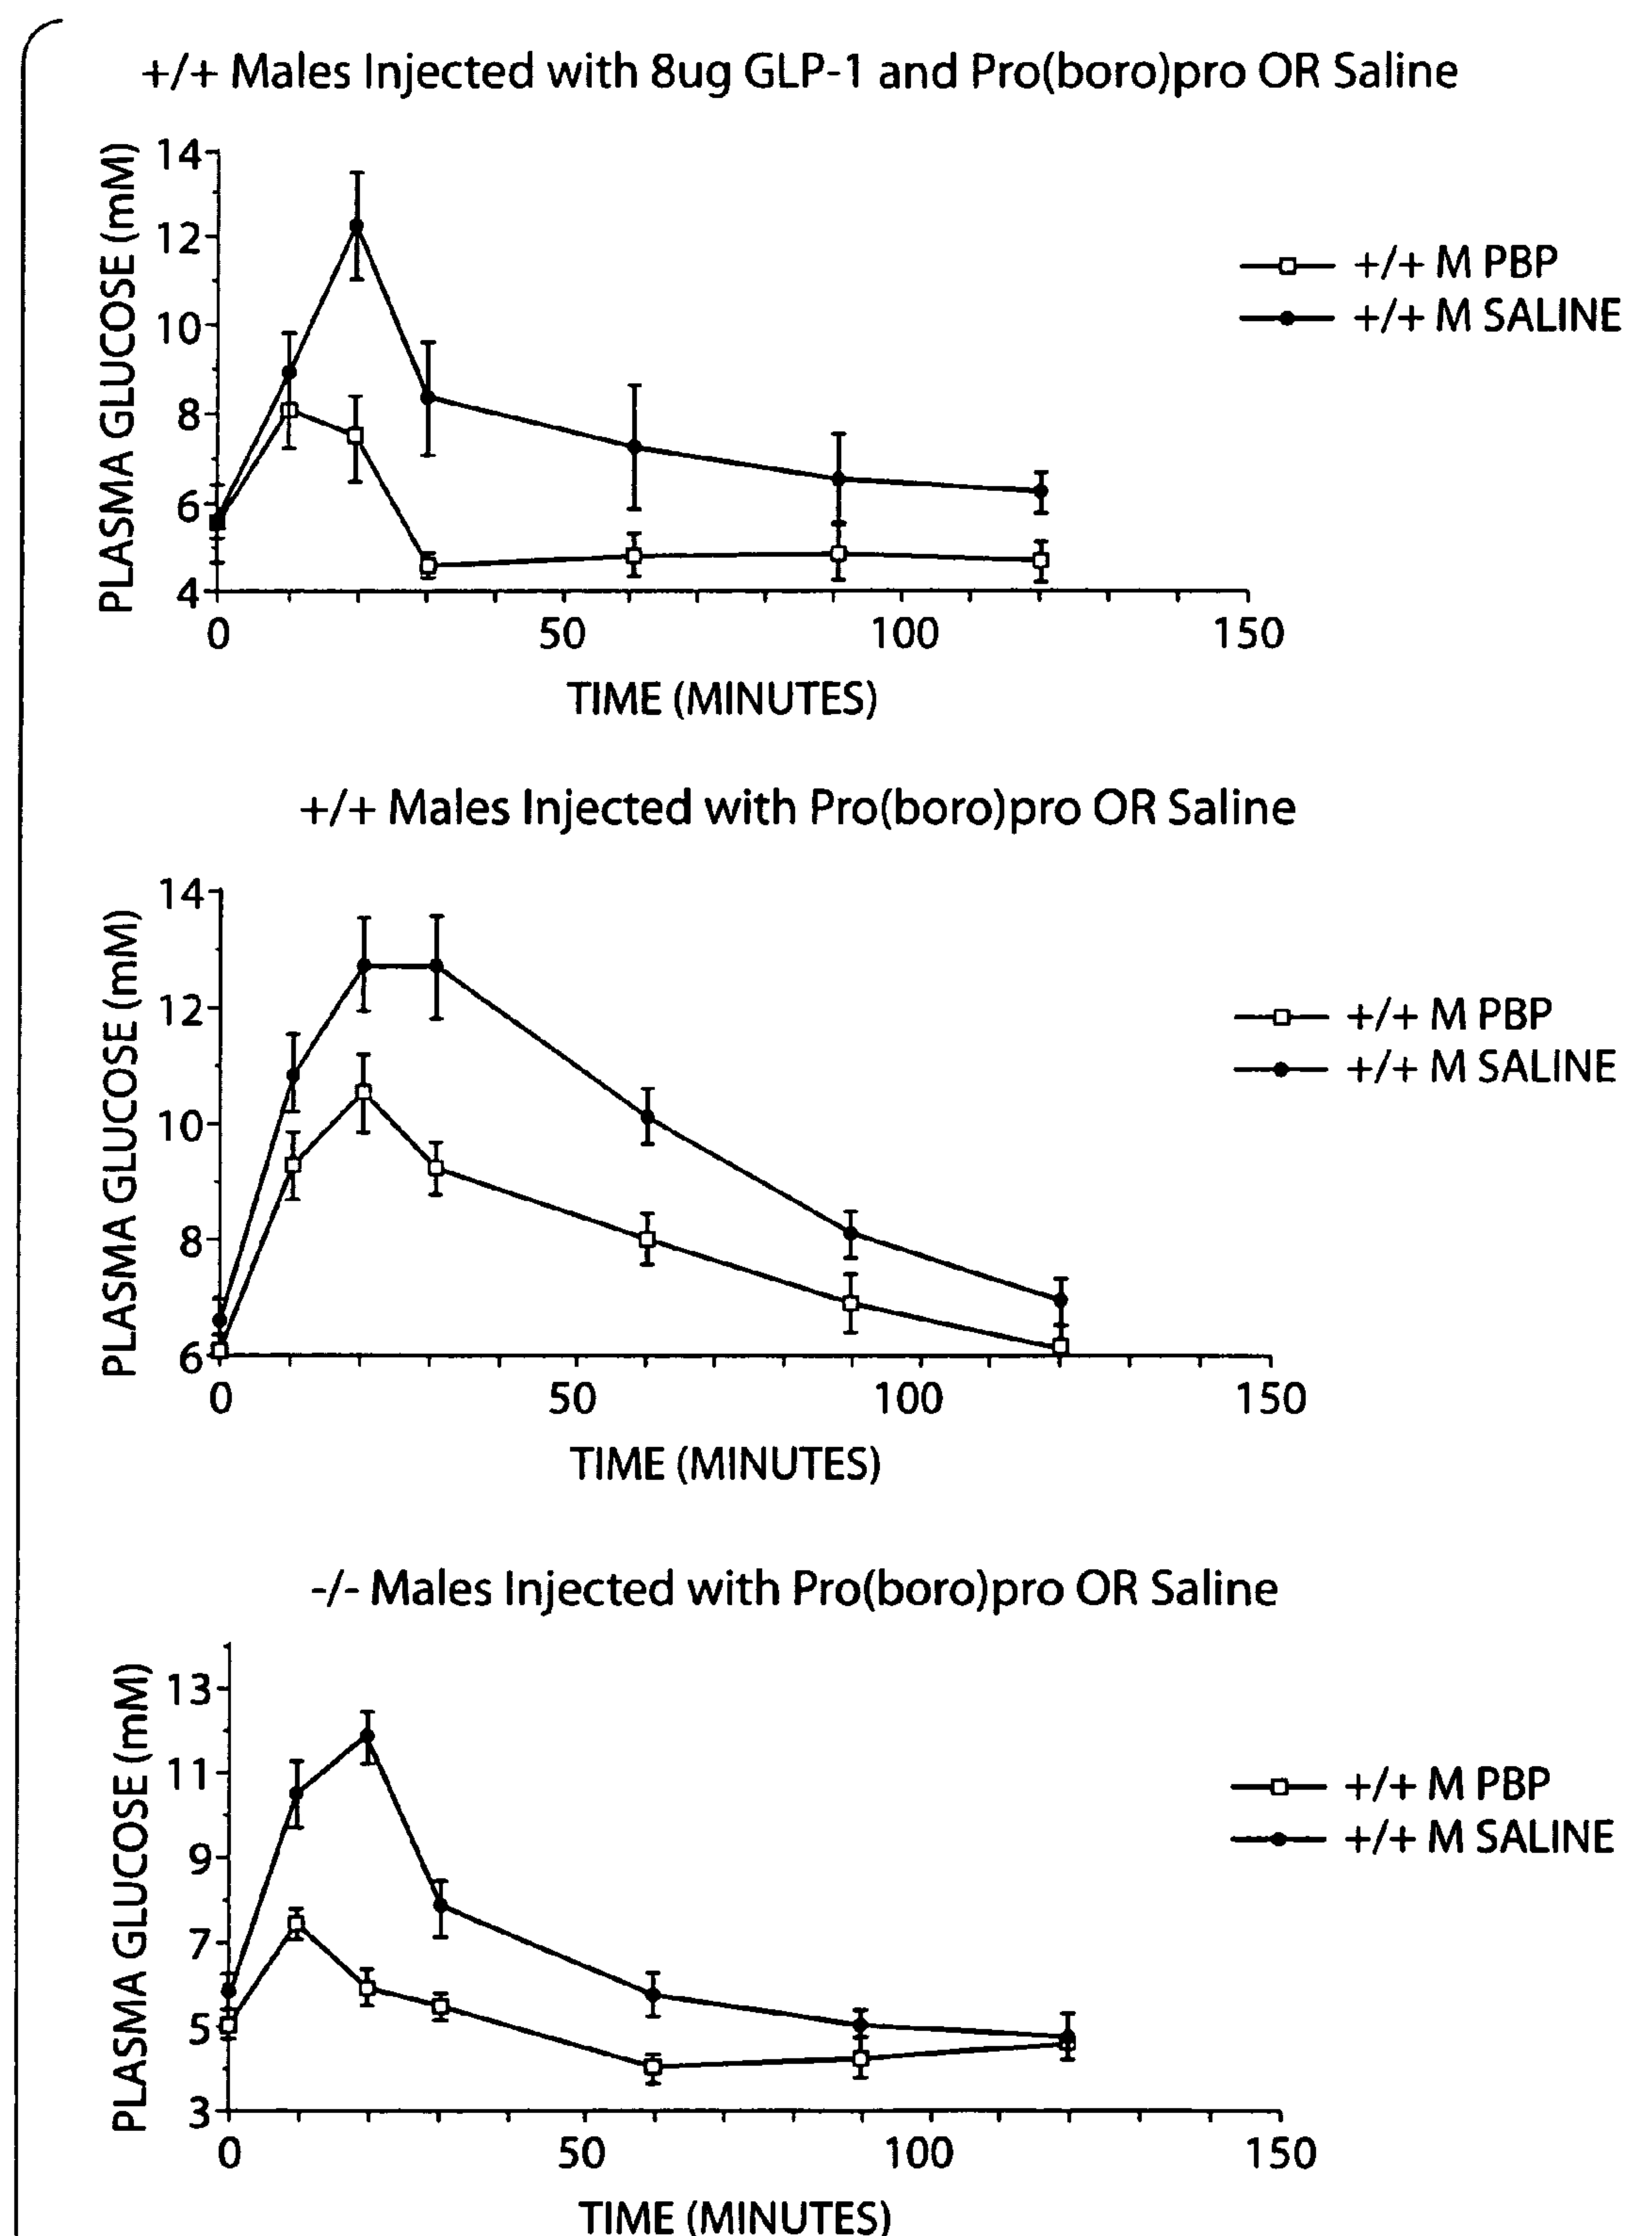 +/+ Males Injected with 8ug GLP-1 and Pro(boro)pro OR Saline
PLASMA GLUCOSE (mM)
14
12
10
8
6
4
0 50 100 150
TIME (MINUTES)
+/+ M PBP
+/+ M SALINE
+/+ Males Injected with Pro(boro)pro OR Saline
PLASMA GLUCOSE (mM)
14
12
10
8
6
0 50 100 150
TIME (MINUTES)
+/+ M PBP
+/+ M SALINE
-/- Males Injected with Pro(boro)pro OR Saline
PLASMA GLUCOSE (mM)
13
11
9
7
5
3
0 50 100 150
TIME (MINUTES)
+/+ M PBP
+/+ M SALINE